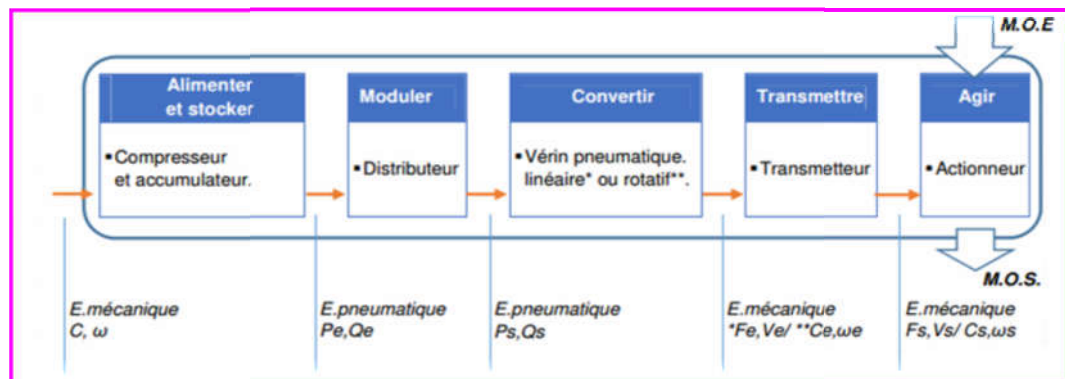 M.O.E
Alimenter
et stocker
▪ Compresseur
et accumulateur.
Moduler
▪ Distributeur
Convertir
▪ Vérin pneumatique.
linéaire* ou rotatif**.
Transmettre
▪ Transmetteur
Agir
▪ Actionneur
M.O.S.
E.mécanique
C, ω
E.pneumatique
Pe,Qe
E.pneumatique
Ps,Qs
E.mécanique
*Fe,Ve/ **Ce,ωe
E.mécanique
Fs,Vs/ Cs,ωs